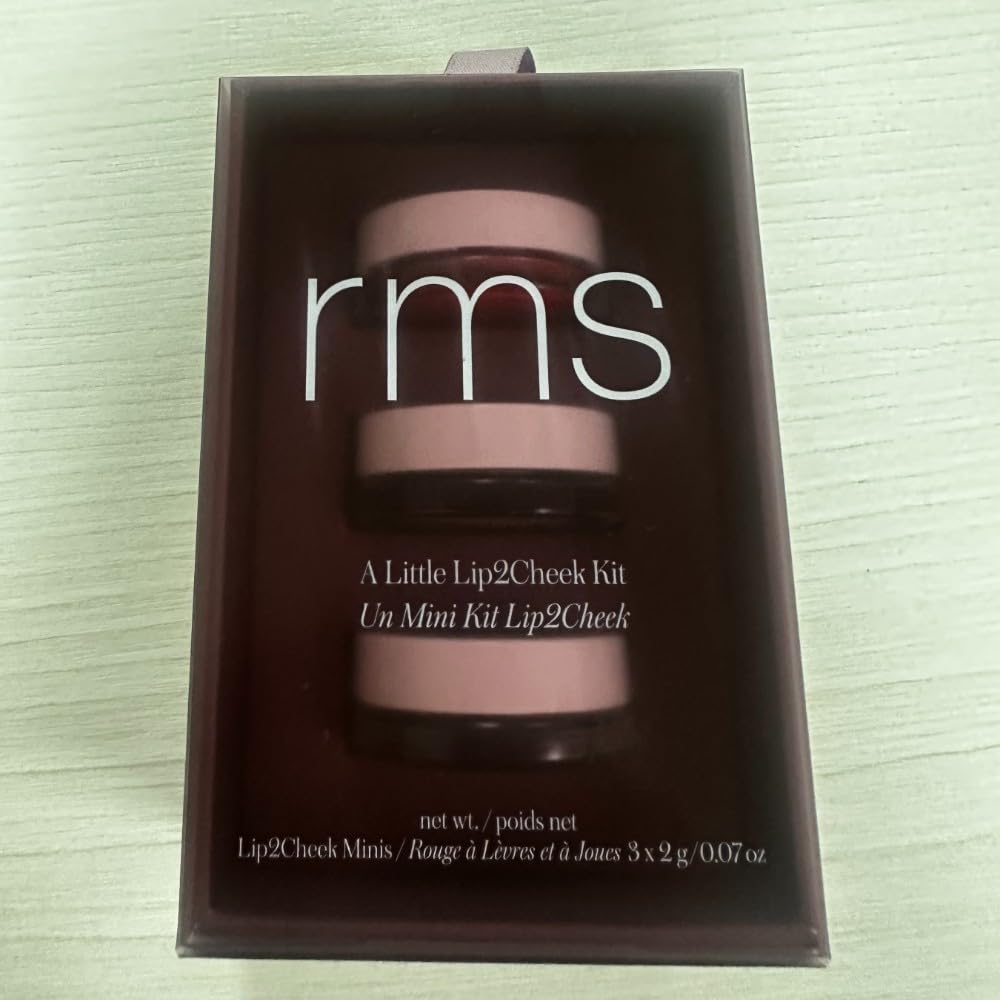 rms
A Little Lip2Cheek Kit
Un Mini Kit Lip2Cheek
net wt. / poids net
Lip2Cheek Minis / Rouge à Lèvres et à Joues 3 x 2 g/0.07 oz